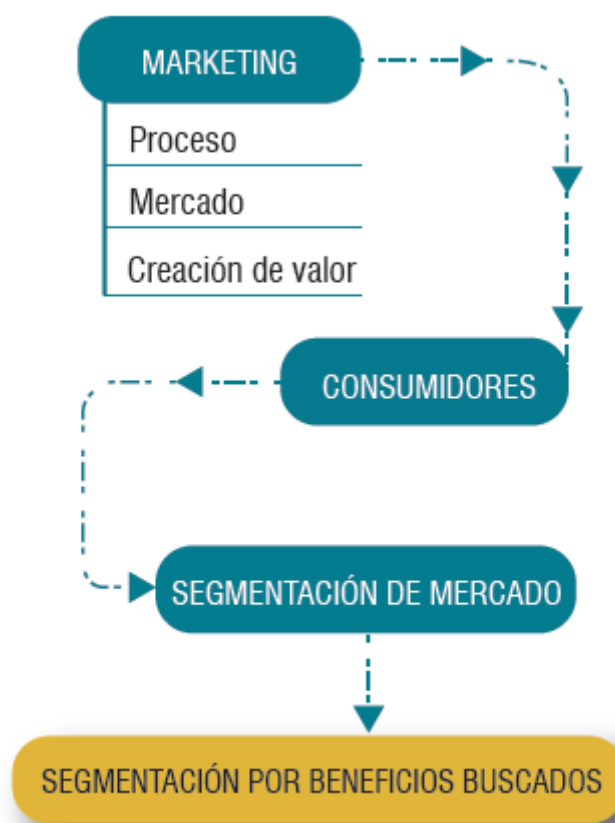 MARKETING
Proceso
Mercado
Creación de valor
CONSUMIDORES
SEGMENTACIÓN DE MERCADO
SEGMENTACIÓN POR BENEFICIOS BUSCADOS